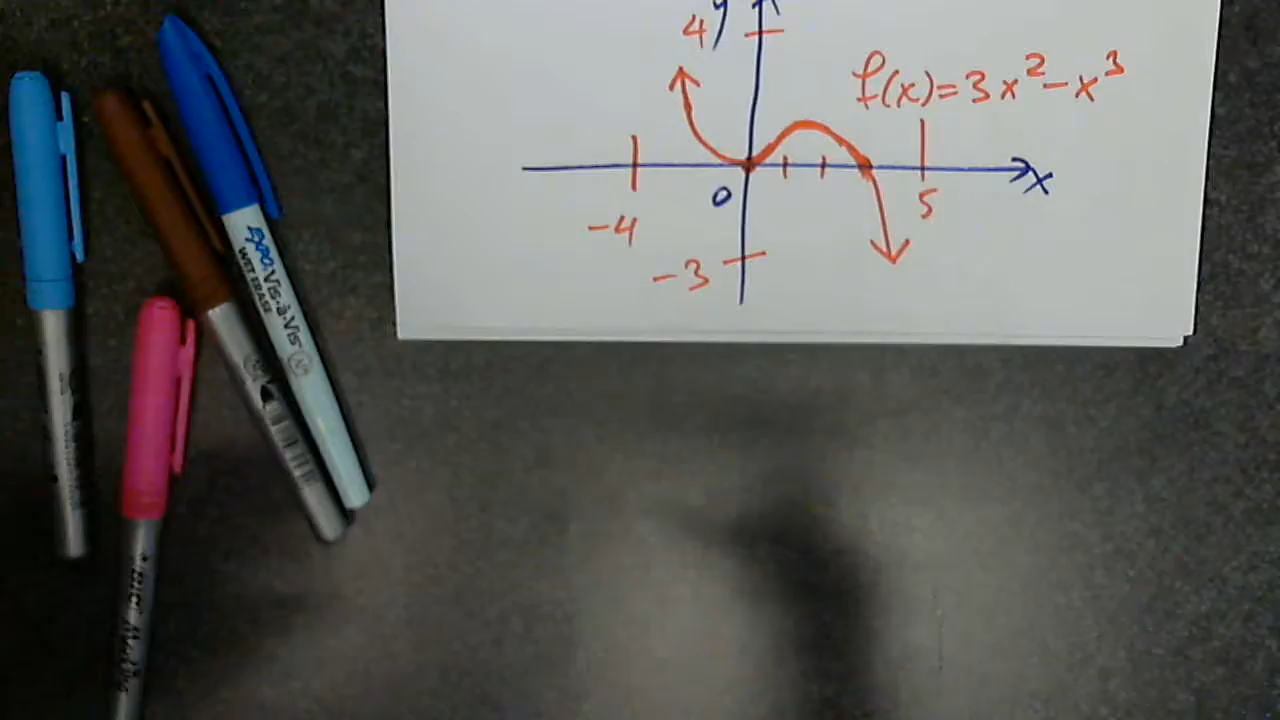 y
4
f(x)=3x²-x³
x
0
-4
5
-3
EXPO Vis-à-Vis
WET ERASE